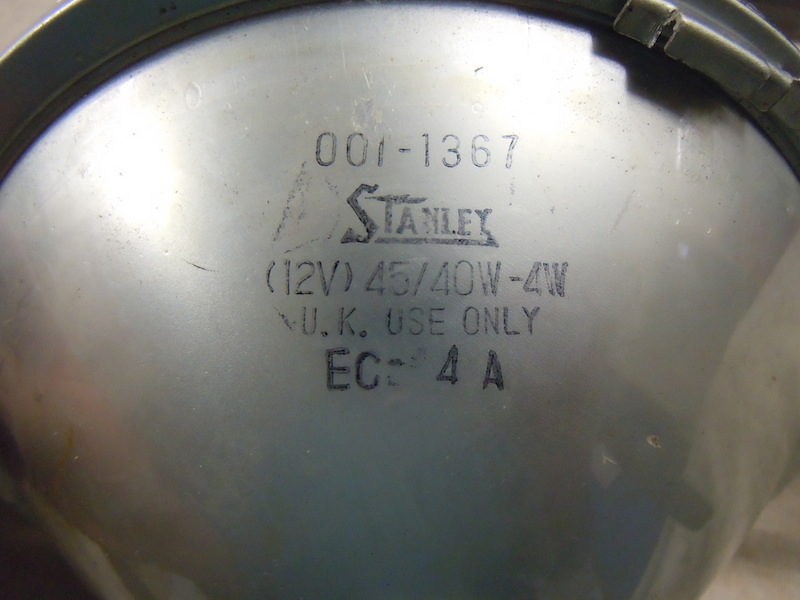 001-1367
STANLEY
(12V) 45/40W-4W
U.K. USE ONLY
4 A